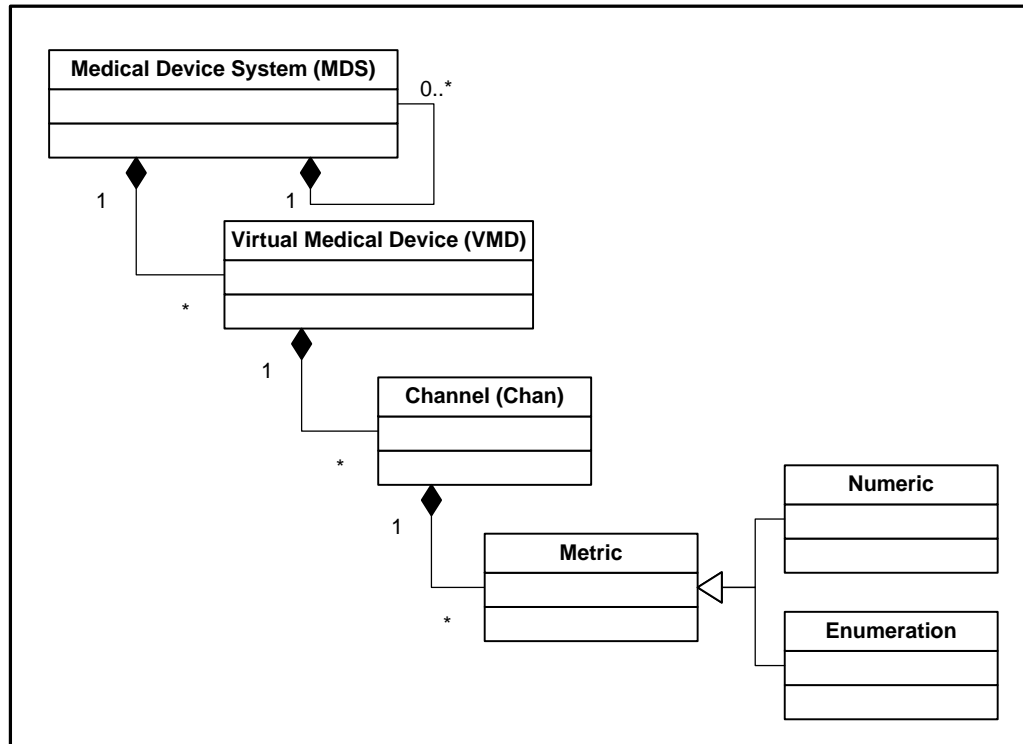 Medical Device System (MDS)
0..*
1
1
Virtual Medical Device (VMD)
*
1
Channel (Chan)
*
1
Numeric
Metric
*
Enumeration